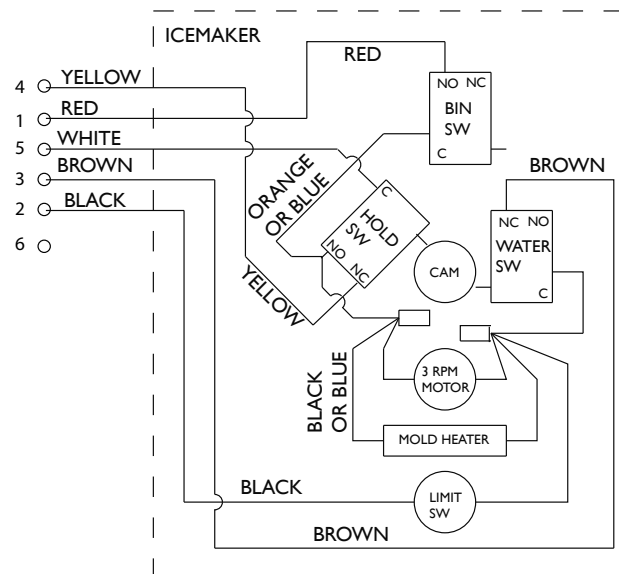 ICEMAKER
RED
4 YELLOW
1 RED
5 WHITE
3 BROWN
2 BLACK
6
NO NC
BIN
SW
C
BROWN
ORANGE
OR BLUE
C
HOLD
SW
NO
NC
YELLOW
NC NO
WATER
SW
C
CAM
3 RPM
MOTOR
BLACK
OR BLUE
MOLD HEATER
BLACK
LIMIT
SW
BROWN